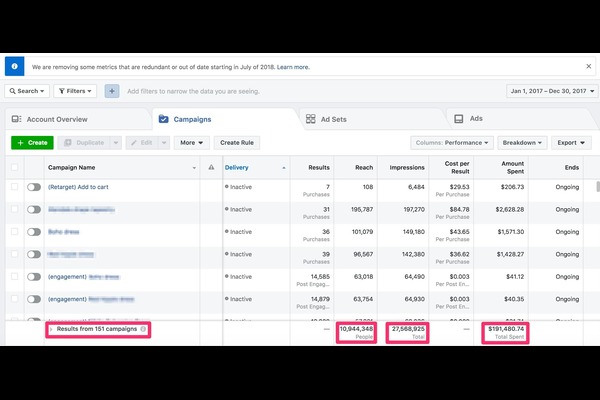 We are removing some metrics that are redundant or out of date starting in July of 2018. Learn more.
Search Filters Add filters to narrow the data you are seeing. Jan 1, 2017 – Dec 30, 2017
Account Overview Campaigns Ad Sets Ads
+ Create Duplicate Edit More Create Rule Columns: Performance Breakdown Export
Campaign Name Delivery Results Reach Impressions Cost per Result Amount Spent Ends
(Retarget) Add to cart Inactive 7 108 6,484 $29.53 $206.73 Ongoing
Purchases Per Purchase
Inactive 31 195,787 197,270 $84.78 $2,628.28 Ongoing
Purchases Per Purchase
Inactive 36 101,079 149,180 $43.65 $1,571.30 Ongoing
Purchases Per Purchase
Inactive 39 96,567 142,380 $36.62 $1,428.27 Ongoing
Purchases Per Purchase
(engagement) Inactive 14,585 63,018 64,490 $0.003 $41.12 Ongoing
Post Engag... Per Post En...
(engagement) Inactive 14,879 63,754 64,930 $0.003 $40.35 Ongoing
Post Engag... Per Post En...
Results from 151 campaigns — 10,944,348 27,568,925 — $191,480.74
People Total Total Spent